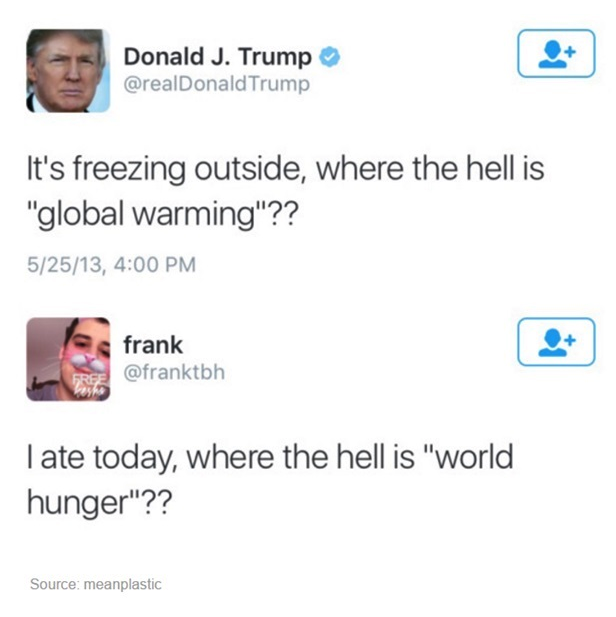 Donald J. Trump
@realDonaldTrump
It's freezing outside, where the hell is
"global warming"??
5/25/13, 4:00 PM
frank
@franktbh
FREE
I ate today, where the hell is "world
hunger"??
Source: meanplastic